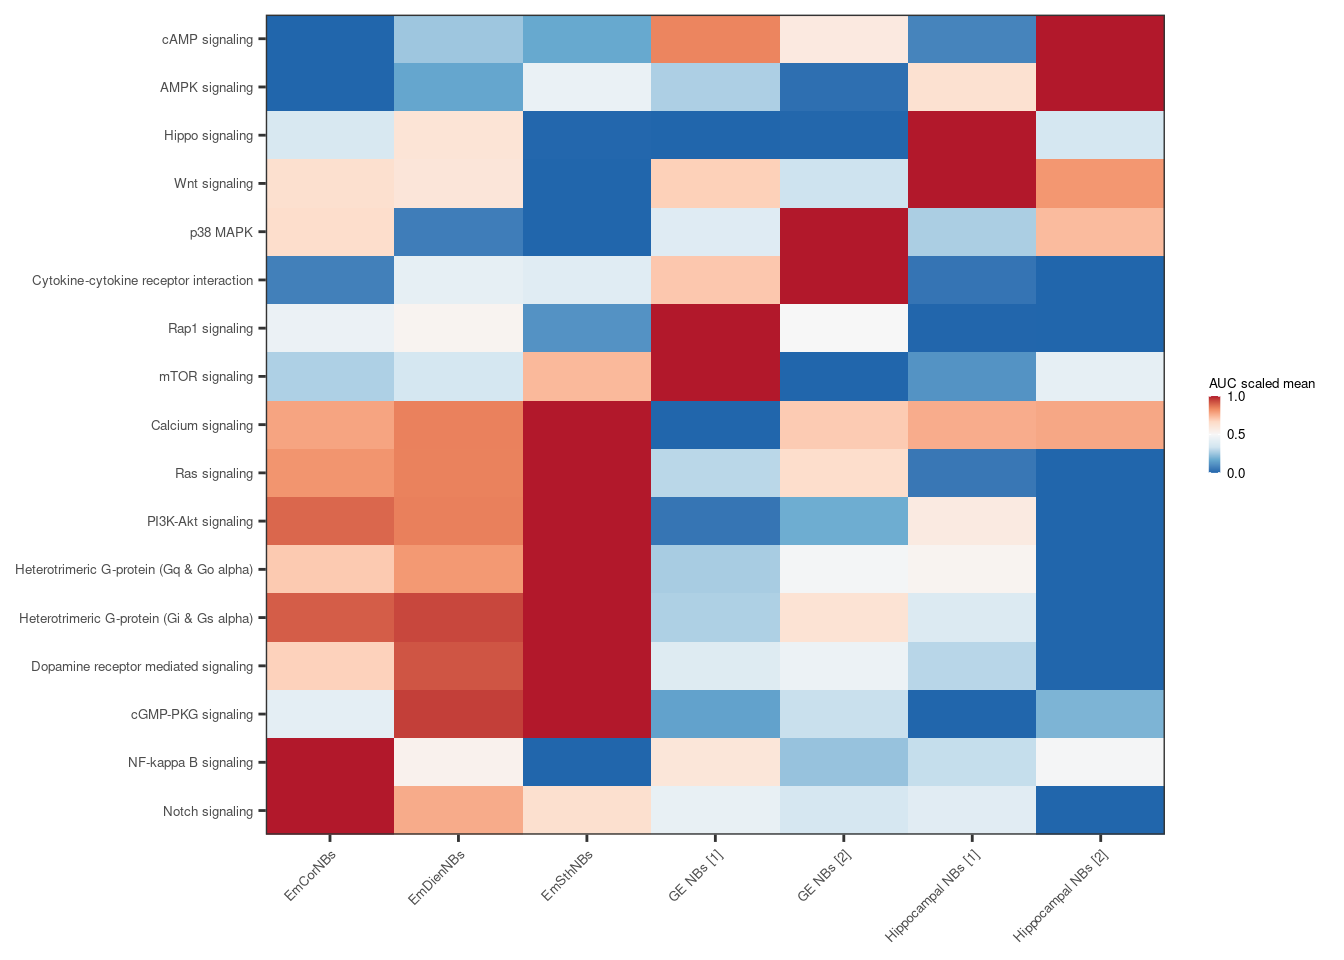 cAMP signaling
AMPK signaling
Hippo signaling
Wnt signaling
p38 MAPK
Cytokine-cytokine receptor interaction
Rap1 signaling
mTOR signaling
Calcium signaling
Ras signaling
PI3K-Akt signaling
Heterotrimeric G-protein (Gq & Go alpha)
Heterotrimeric G-protein (Gi & Gs alpha)
Dopamine receptor mediated signaling
cGMP-PKG signaling
NF-kappa B signaling
Notch signaling
EmCorNBs
EmDienNBs
EmSthNBs
GE NBs [1]
GE NBs [2]
Hippocampal NBs [1]
Hippocampal NBs [2]
AUC scaled mean
1.0
0.5
0.0